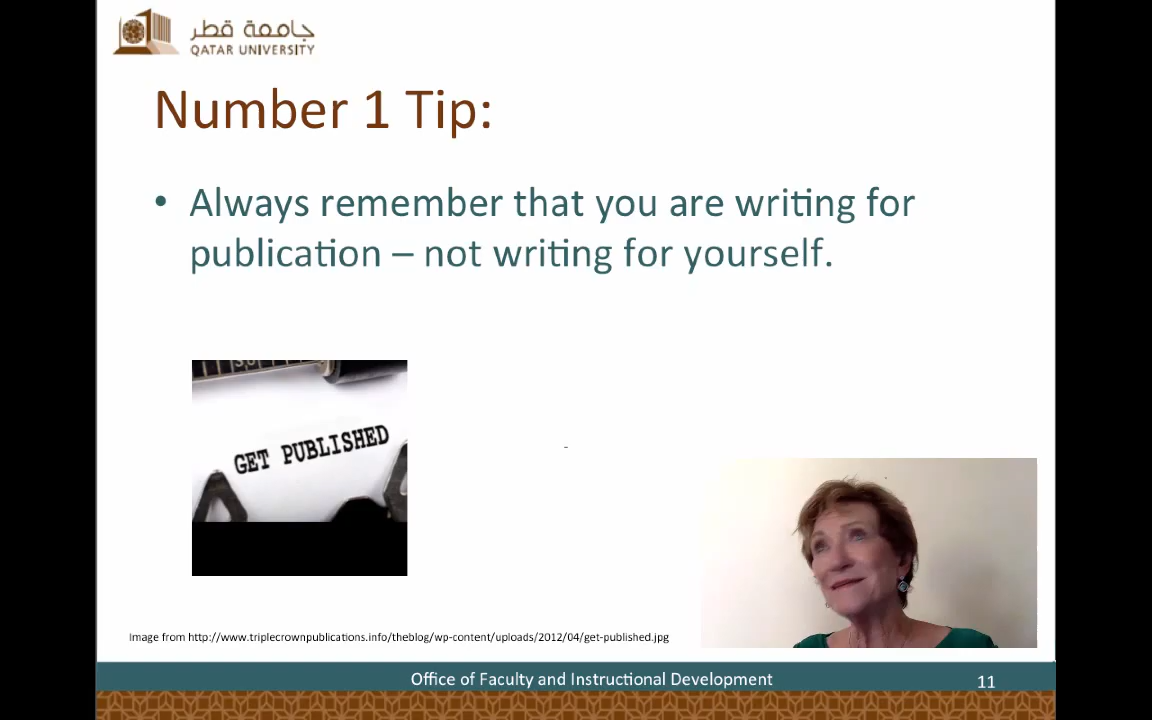 جامعة قطر
QATAR UNIVERSITY
Number 1 Tip:
• Always remember that you are writing for
publication – not writing for yourself.
GET PUBLISHED
Image from http://www.triplecrownpublications.info/theblog/wp-content/uploads/2012/04/get-published.jpg
Office of Faculty and Instructional Development
11